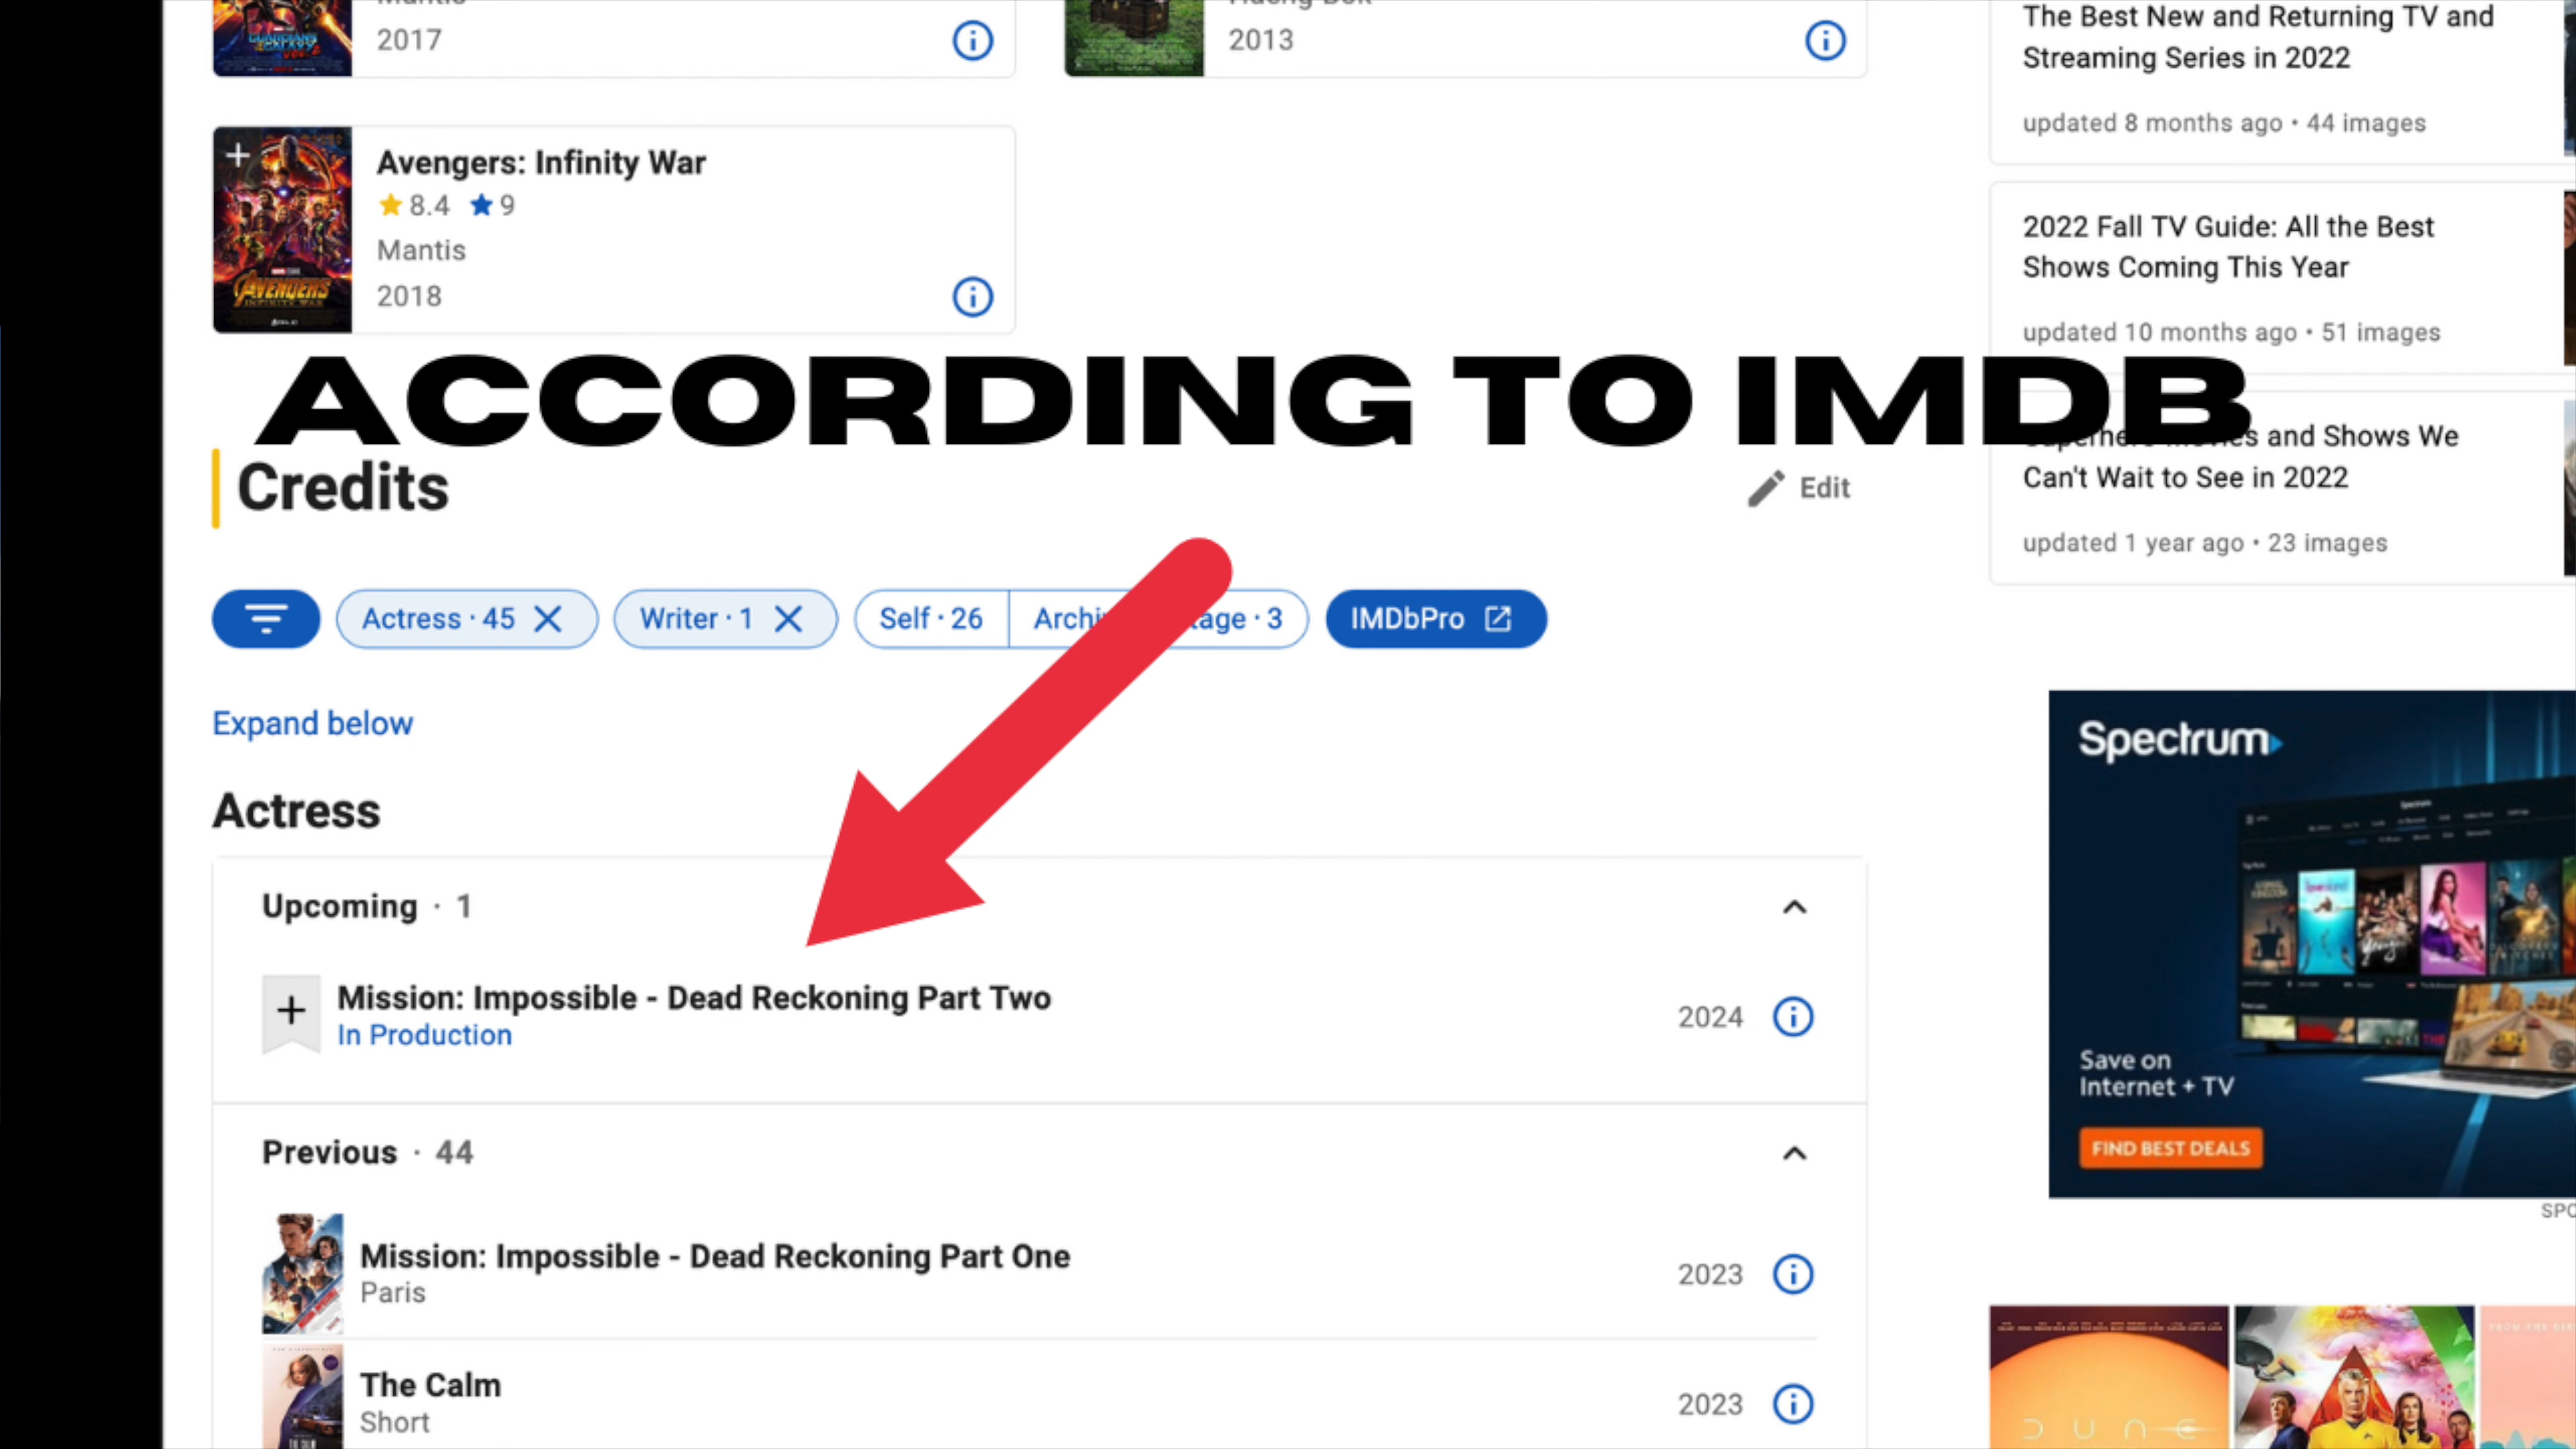 2017
2013
The Best New and Returning TV and
Streaming Series in 2022
updated 8 months ago • 44 images
Avengers: Infinity War
8.4 9
Mantis
2018
2022 Fall TV Guide: All the Best
Shows Coming This Year
updated 10 months ago • 51 images
ACCORDING TO IMDB
and Shows We
Can't Wait to See in 2022
updated 1 year ago • 23 images
Credits
Edit
Actress · 45
Writer · 1
Self · 26
3
IMDbPro
Expand below
Actress
Upcoming · 1
Mission: Impossible - Dead Reckoning Part Two
In Production
2024
Previous · 44
Mission: Impossible - Dead Reckoning Part One
Paris
2023
The Calm
Short
2023
Spectrum
Save on
Internet + TV
FIND BEST DEALS
DUNE
AVENGERS
INFINITY WAR